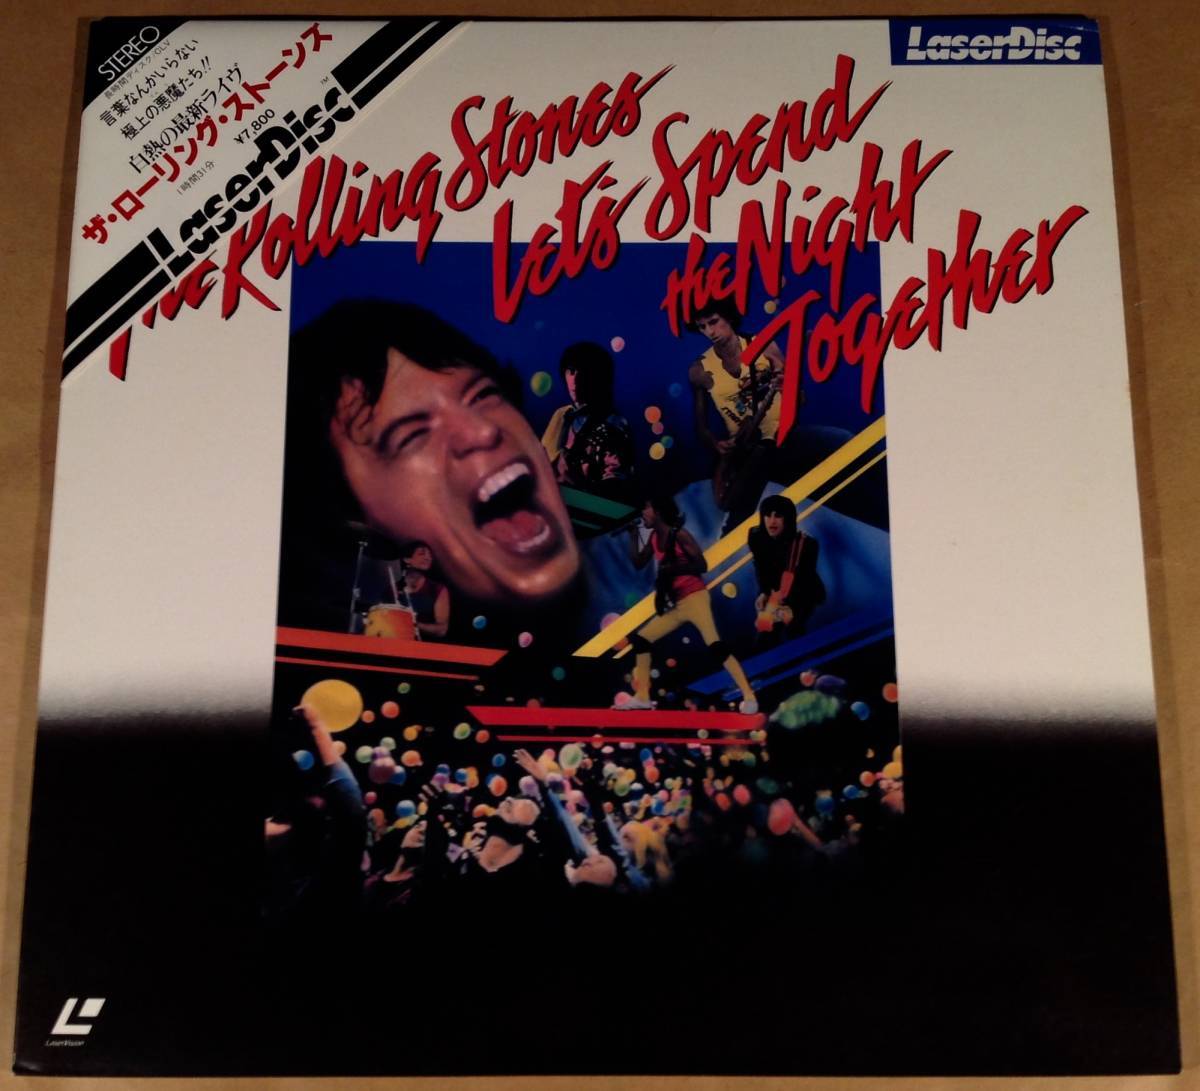 STEREO
長時間ディスク/OLV
言葉なんかいらない
極上の悪魔たち!!
白熱の最新ライヴ
ザ・ローリング・ストーンズ
1時間31分
¥7,800
LaserDisc™
LaserDisc
The Rolling Stones
Let's Spend
the Night
Together
LaserVision